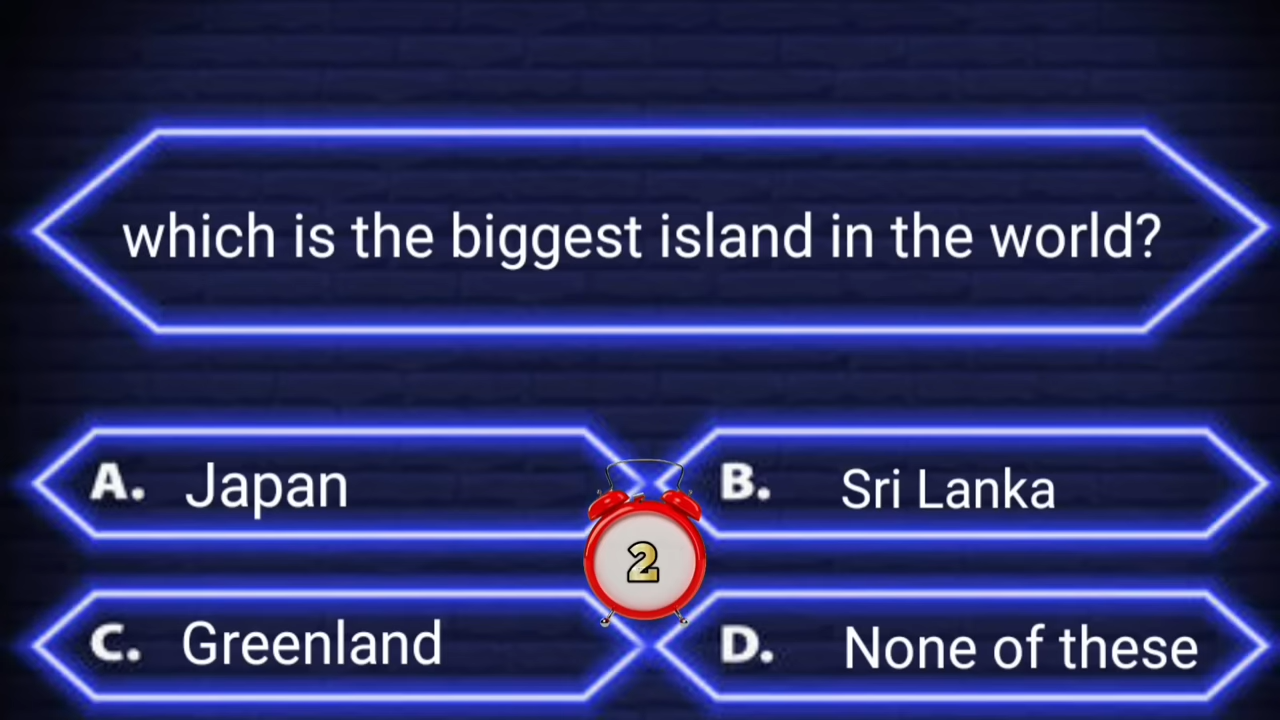 which is the biggest island in the world?
A. Japan
B. Sri Lanka
2
C. Greenland
D. None of these